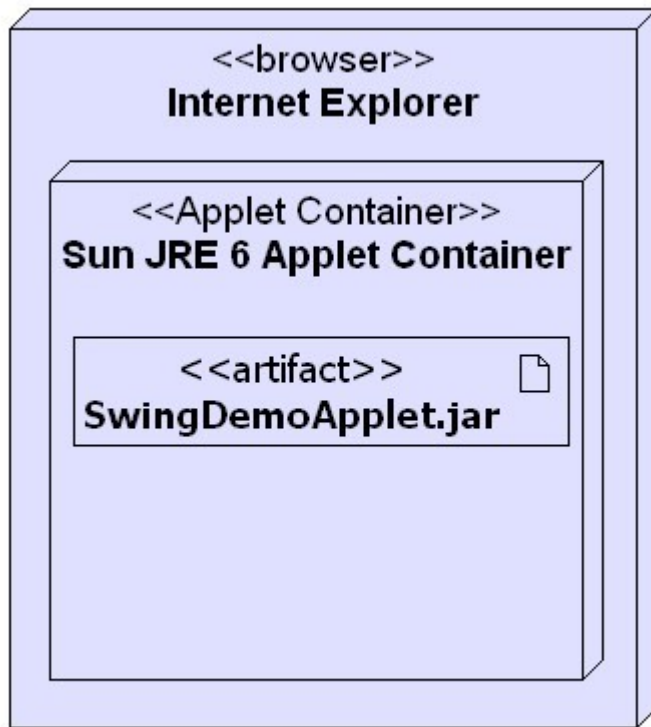 <<browser>>
Internet Explorer
<<Applet Container>>
Sun JRE 6 Applet Container
<<artifact>>
SwingDemoApplet.jar